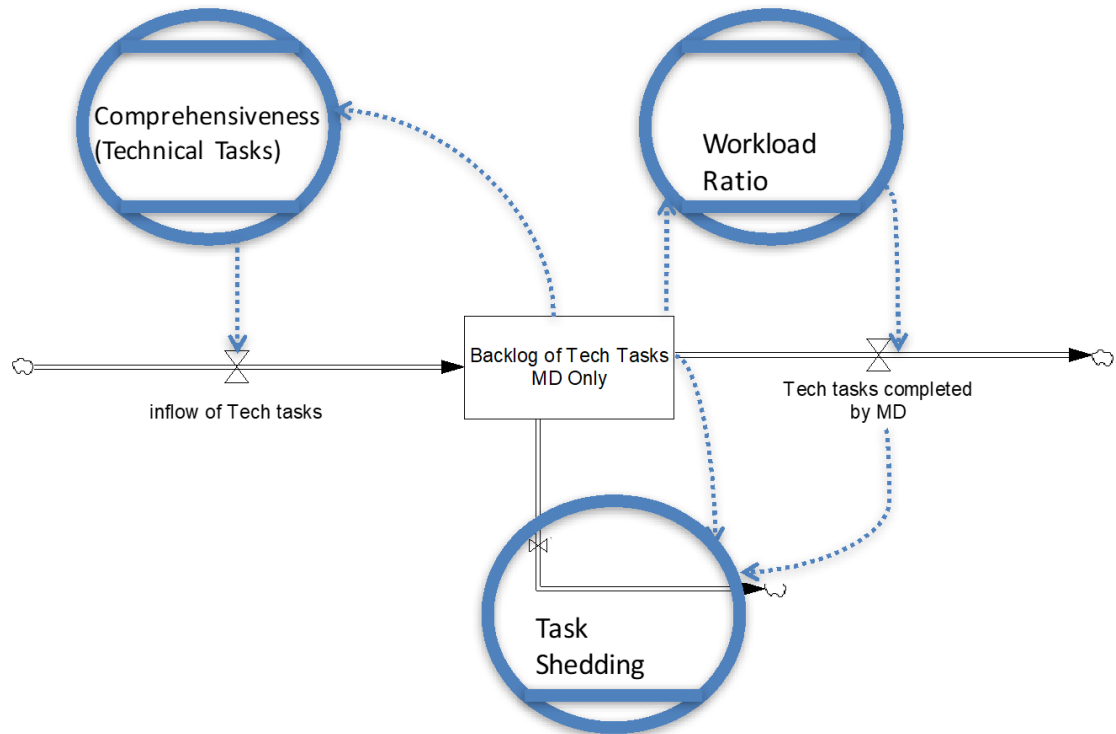 Comprehensiveness
(Technical Tasks)
Workload
Ratio
Backlog of Tech Tasks
MD Only
inflow of Tech tasks
Tech tasks completed
by MD
Task
Shedding